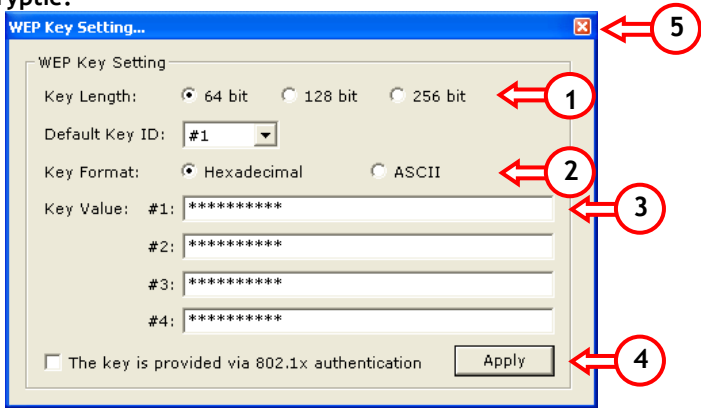 WEP Key Setting... 5
WEP Key Setting
Key Length: 64 bit 128 bit 256 bit 1
Default Key ID: #1
Key Format: Hexadecimal ASCII 2
Key Value: #1: ********** 3
#2: **********
#3: **********
#4: **********
The key is provided via 802.1x authentication Apply 4